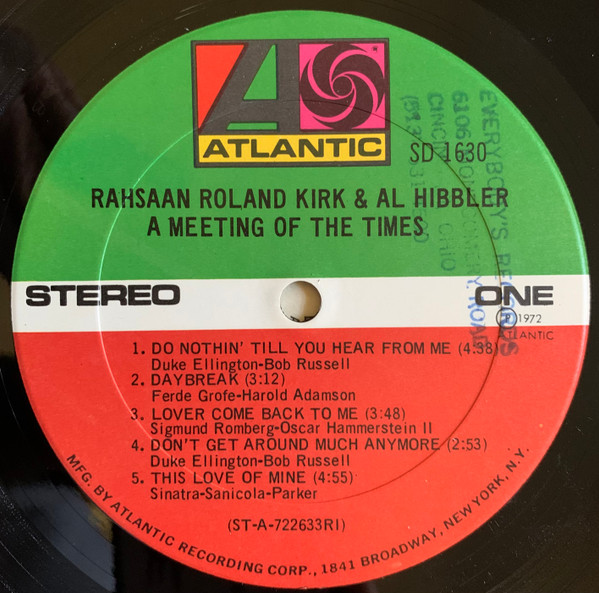 ATLANTIC
SD 1630
RAHSAAN ROLAND KIRK & AL HIBBLER
A MEETING OF THE TIMES
STEREO
ONE
℗ 1972
ATLANTIC
1. DO NOTHIN' TILL YOU HEAR FROM ME (4:38)
Duke Ellington-Bob Russell
2. DAYBREAK (3:12)
Ferde Grofe-Harold Adamson
3. LOVER COME BACK TO ME (3:48)
Sigmund Romberg-Oscar Hammerstein II
4. DON'T GET AROUND MUCH ANYMORE (2:53)
Duke Ellington-Bob Russell
5. THIS LOVE OF MINE (4:55)
Sinatra-Sanicola-Parker
(ST-A-722633RI)
MFG. BY ATLANTIC RECORDING CORP., 1841 BROADWAY, NEW YORK, N.Y.
EVERYBODY'S RECORDS
6106 MONTGOMERY ROAD
OHIO